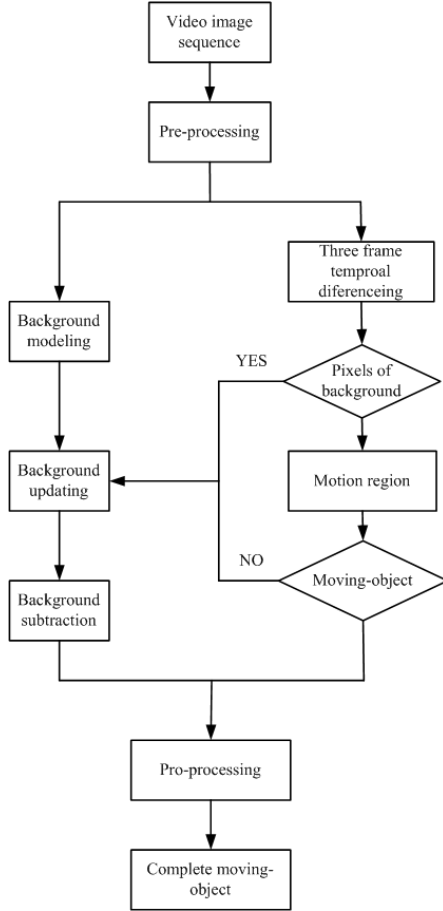 Video image
sequence
Pre-processing
Three frame
temproal
diferenceing
Background
modeling
YES
Pixels of
background
Background
updating
Motion region
NO
Moving-object
Background
subtraction
Pro-processing
Complete moving-
object